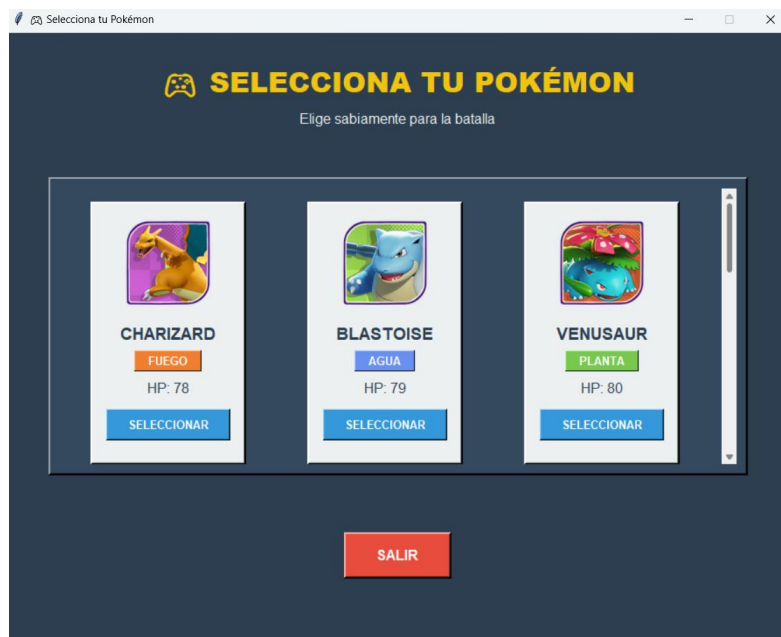 Selecciona tu Pokémon
SELECCIONA TU POKÉMON
Elige sabiamente para la batalla
CHARIZARD
FUEGO
HP: 78
SELECCIONAR
BLASTOISE
AGUA
HP: 79
SELECCIONAR
VENUSAUR
PLANTA
HP: 80
SELECCIONAR
SALIR